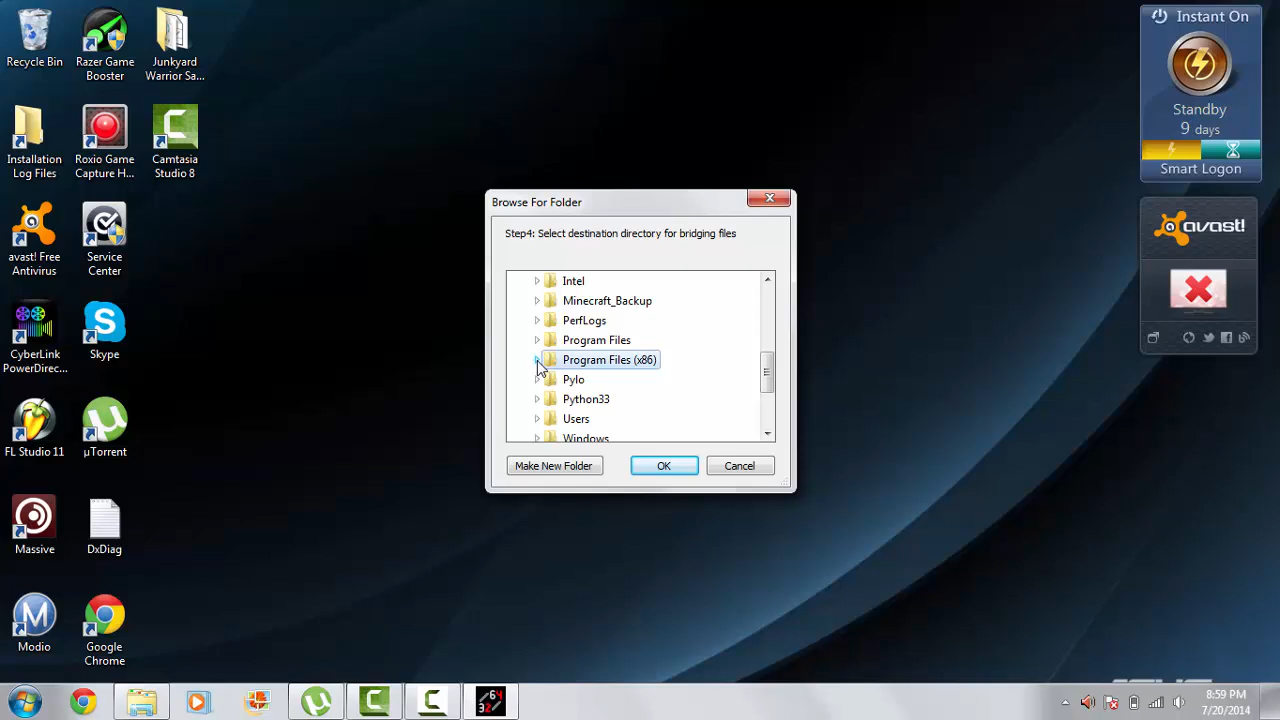 Recycle Bin
Razer Game
Booster
Junkyard
Warrior Sa...
Installation
Log Files
Roxio Game
Capture H...
Camtasia
Studio 8
avast! Free
Antivirus
Service
Center
CyberLink
PowerDirec...
Skype
FL Studio 11
µTorrent
Massive
DxDiag
Modio
Google
Chrome
Browse For Folder
Step4: Select destination directory for bridging files
Intel
Minecraft_Backup
PerfLogs
Program Files
Program Files (x86)
Pylo
Python33
Users
Windows
Make New Folder
OK
Cancel
Instant On
Standby
9 days
Smart Logon
avast!
64
32
8:59 PM
7/20/2014